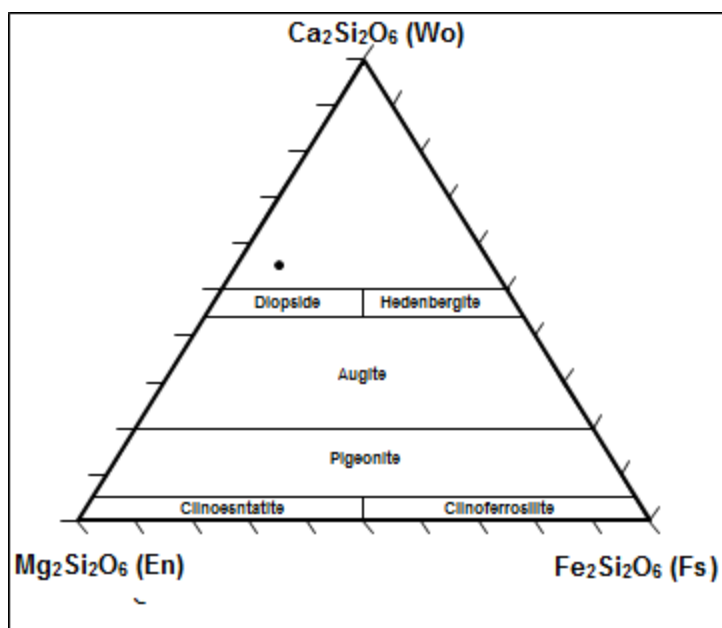 Ca₂Si₂O₆ (Wo)
Diopside Hedenbergite
Augite
Pigeonite
Clinoesntatite Clinoferrosilite
Mg₂Si₂O₆ (En) Fe₂Si₂O₆ (Fs)